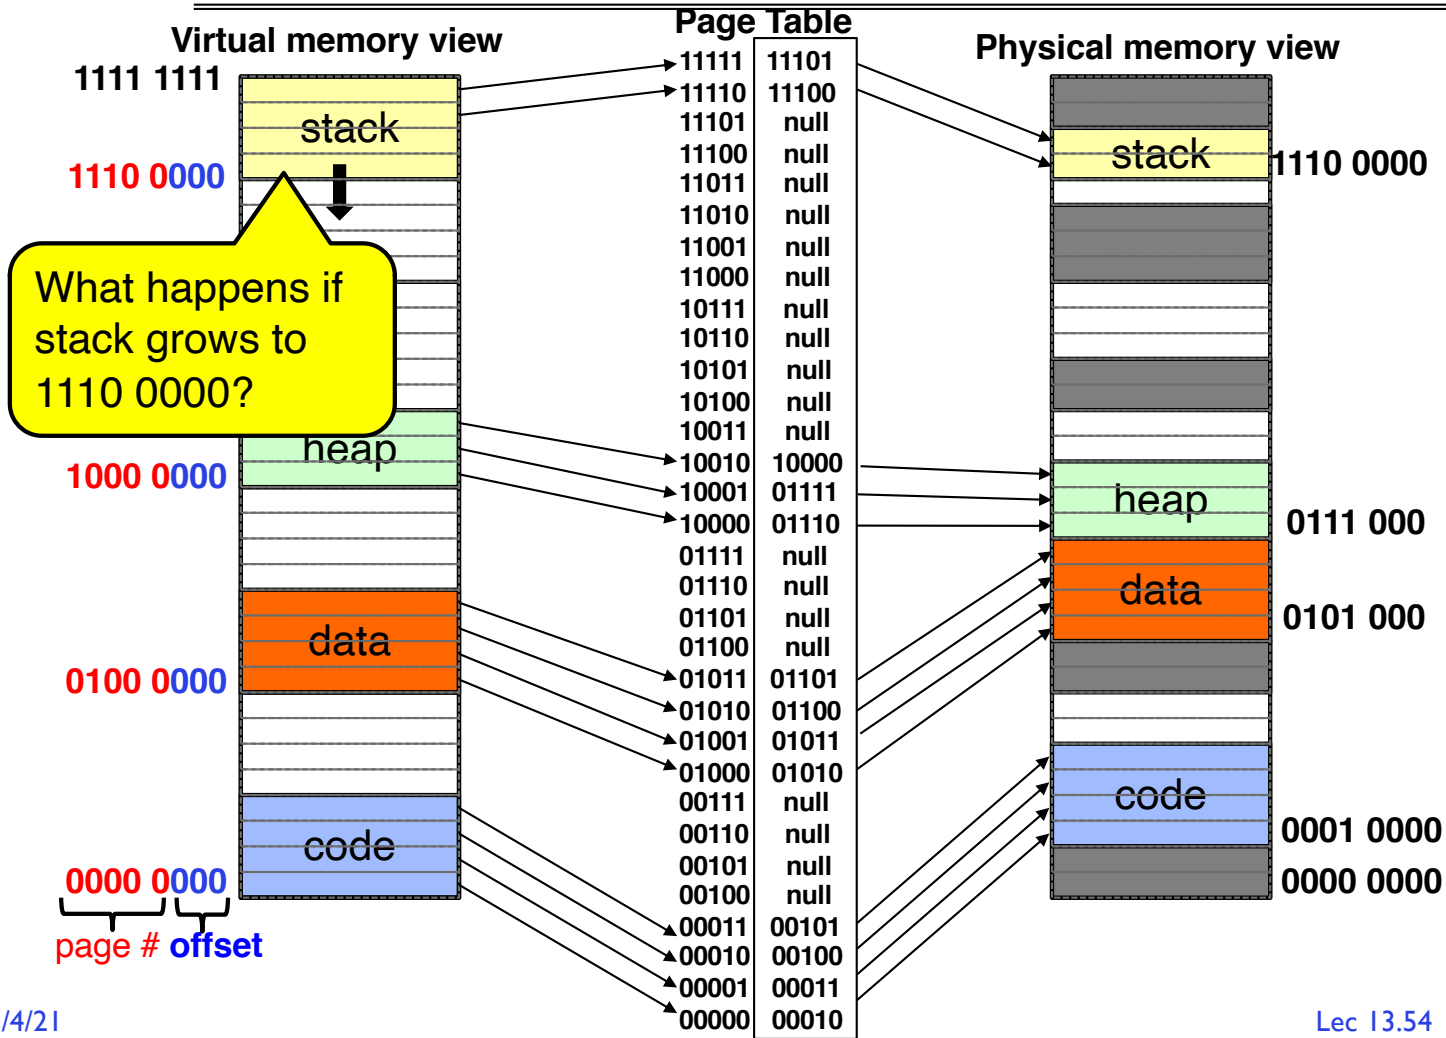 Page Table
Virtual memory view
Physical memory view
1111 1111
stack
1110 0000
What happens if
stack grows to
1110 0000?
heap
1000 0000
data
0100 0000
code
0000 0000
page # offset
11111 11101
11110 11100
11101 null
11100 null
11011 null
11010 null
11001 null
11000 null
10111 null
10110 null
10101 null
10100 null
10011 null
10010 10000
10001 01111
10000 01110
01111 null
01110 null
01101 null
01100 null
01011 01101
01010 01100
01001 01011
01000 01010
00111 null
00110 null
00101 null
00100 null
00011 00101
00010 00100
00001 00011
00000 00010
stack
1110 0000
heap
0111 000
data
0101 000
code
0001 0000
0000 0000
/4/21
Lec 13.54